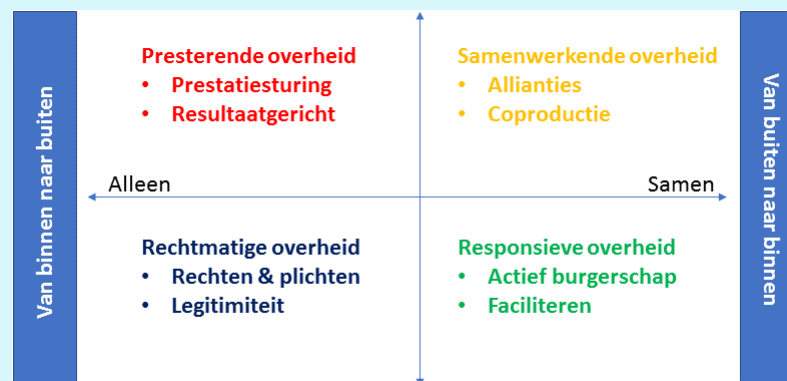 Van binnen naar buiten
Presterende overheid
• Prestatiesturing
• Resultaatgericht
Samenwerkende overheid
• Allianties
• Coproductie
Alleen
Samen
Rechtmatige overheid
• Rechten & plichten
• Legitimiteit
Responsieve overheid
• Actief burgerschap
• Faciliteren
Van buiten naar binnen